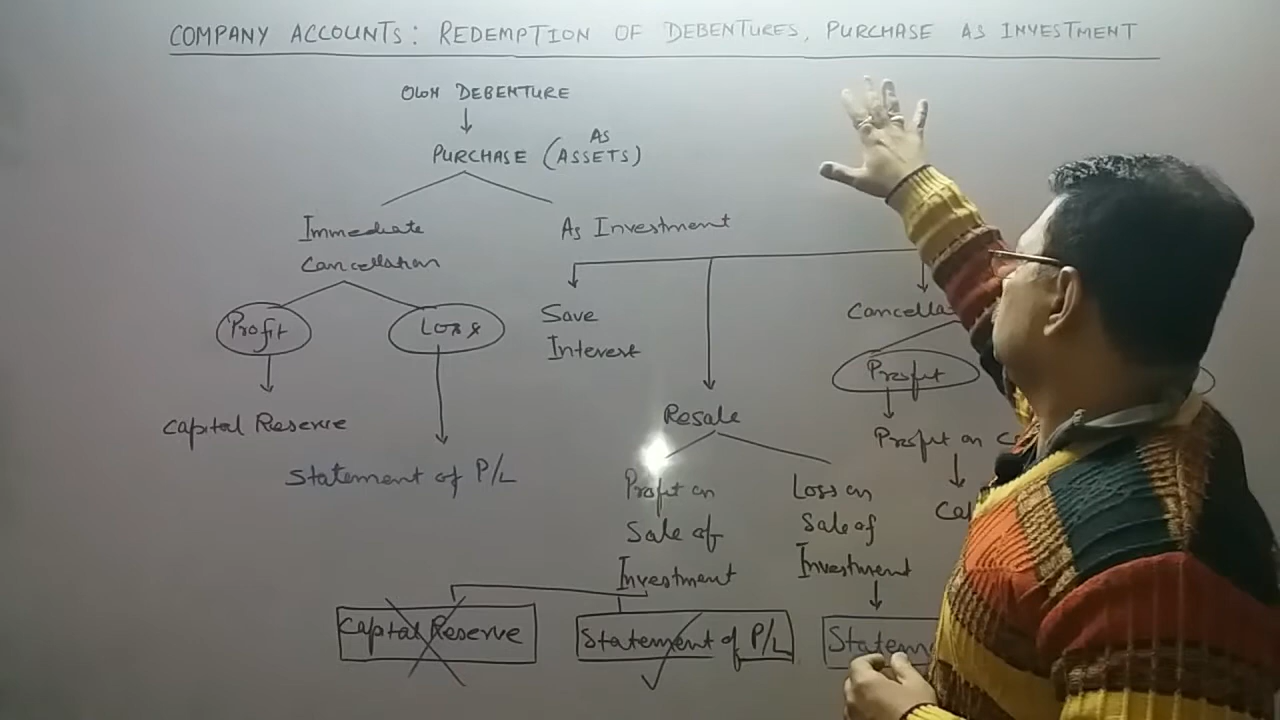 COMPANY ACCOUNTS: REDEMPTION OF DEBENTURES, PURCHASE AS INVESTMENT
OWN DEBENTURE
PURCHASE (AS ASSETS)
Immediate
Cancellation
As Investment
Profit
Loss
Capital Reserve
Statement of P/L
Save
Interest
Resale
Profit on
Sale of
Investment
Loss on
Sale of
Investment
Capital Reserve
Statement of P/L
Statem
Cancella
Profit
Profit on C
Cap